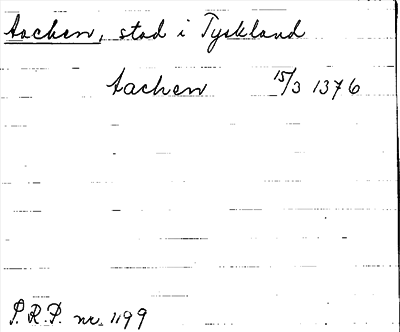 Aachen, stad i Tyskland
Aachen 15/3 1376
S.R.P. nr. 1199